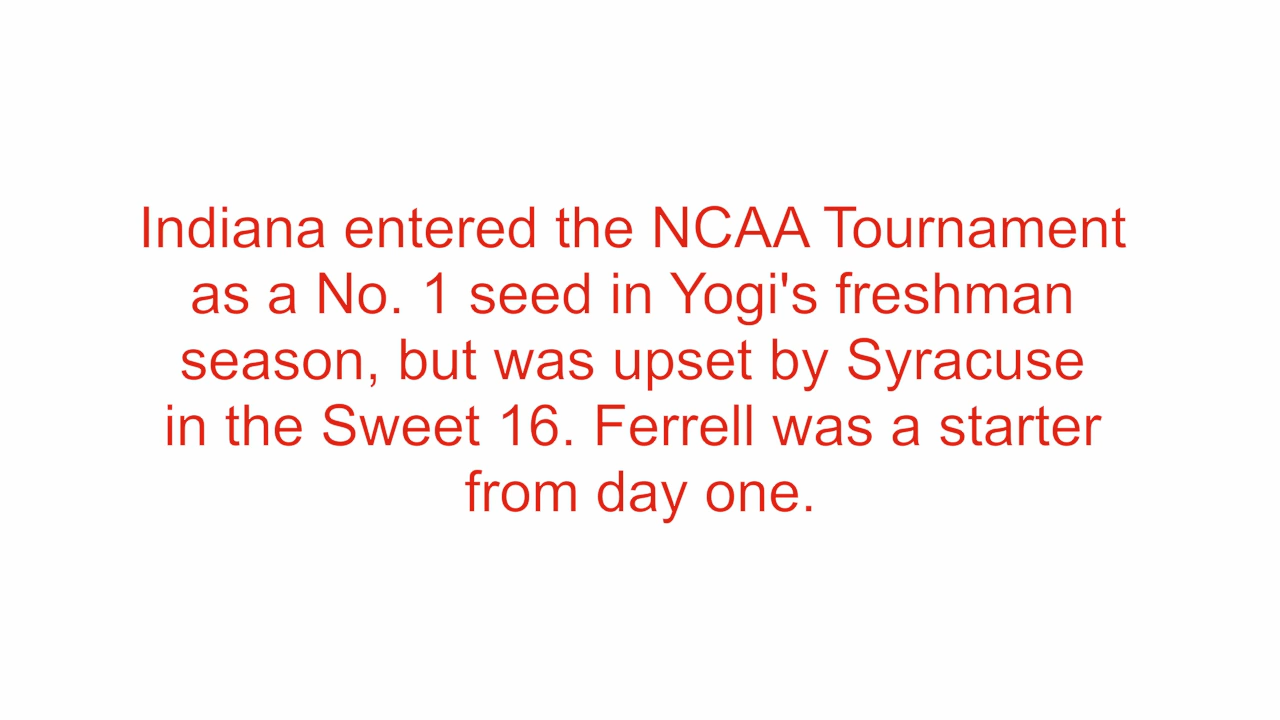 Indiana entered the NCAA Tournament
as a No. 1 seed in Yogi's freshman
season, but was upset by Syracuse
in the Sweet 16. Ferrell was a starter
from day one.